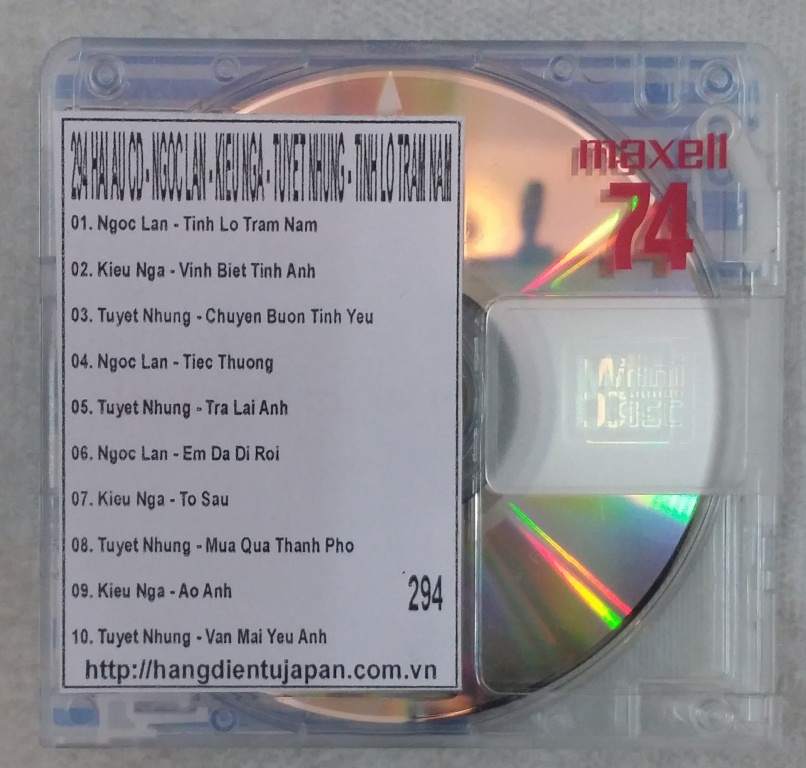 294 HAI AU CD - NGOC LAN - KIEU NGA - TUYET NHUNG - TINH LO TRAM NAM
01. Ngoc Lan - Tinh Lo Tram Nam
02. Kieu Nga - Vinh Biet Tinh Anh
03. Tuyet Nhung - Chuyen Buon Tinh Yeu
04. Ngoc Lan - Tiec Thuong
05. Tuyet Nhung - Tra Lai Anh
06. Ngoc Lan - Em Da Di Roi
07. Kieu Nga - To Sau
08. Tuyet Nhung - Mua Qua Thanh Pho
09. Kieu Nga - Ao Anh
294
10. Tuyet Nhung - Van Mai Yeu Anh
http://hangdientujapan.com.vn
maxell
74
Mini
Disc